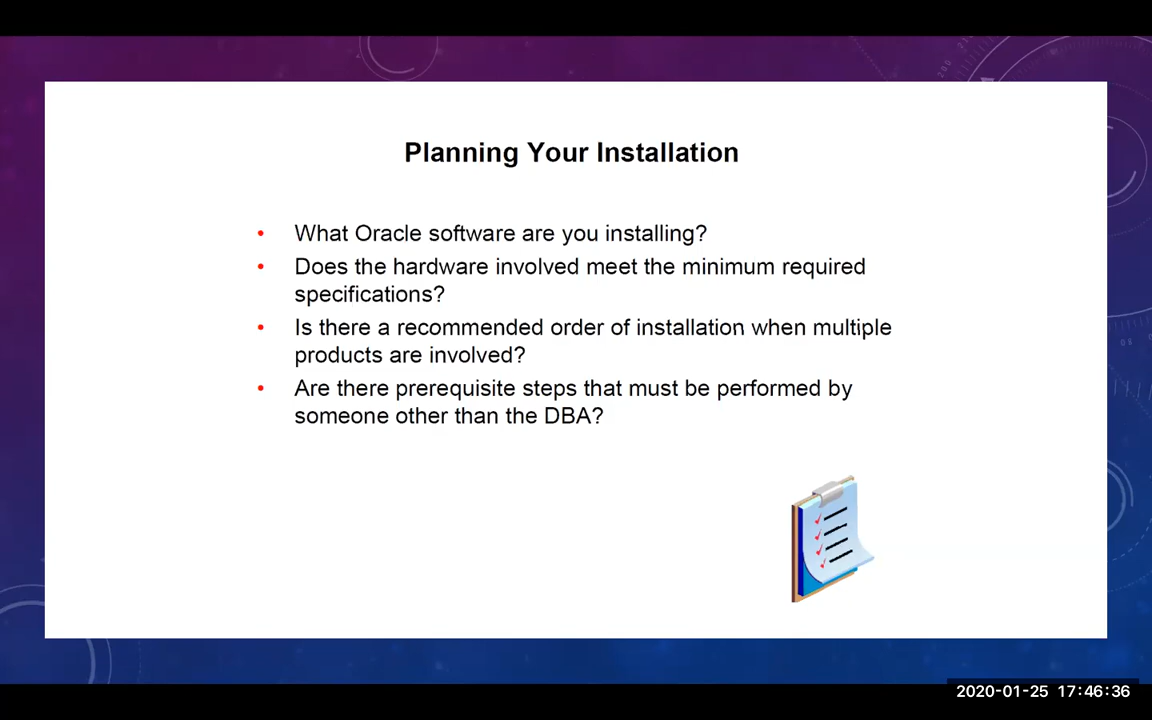 Planning Your Installation
• What Oracle software are you installing?
• Does the hardware involved meet the minimum required
specifications?
• Is there a recommended order of installation when multiple
products are involved?
• Are there prerequisite steps that must be performed by
someone other than the DBA?
2020-01-25 17:46:36